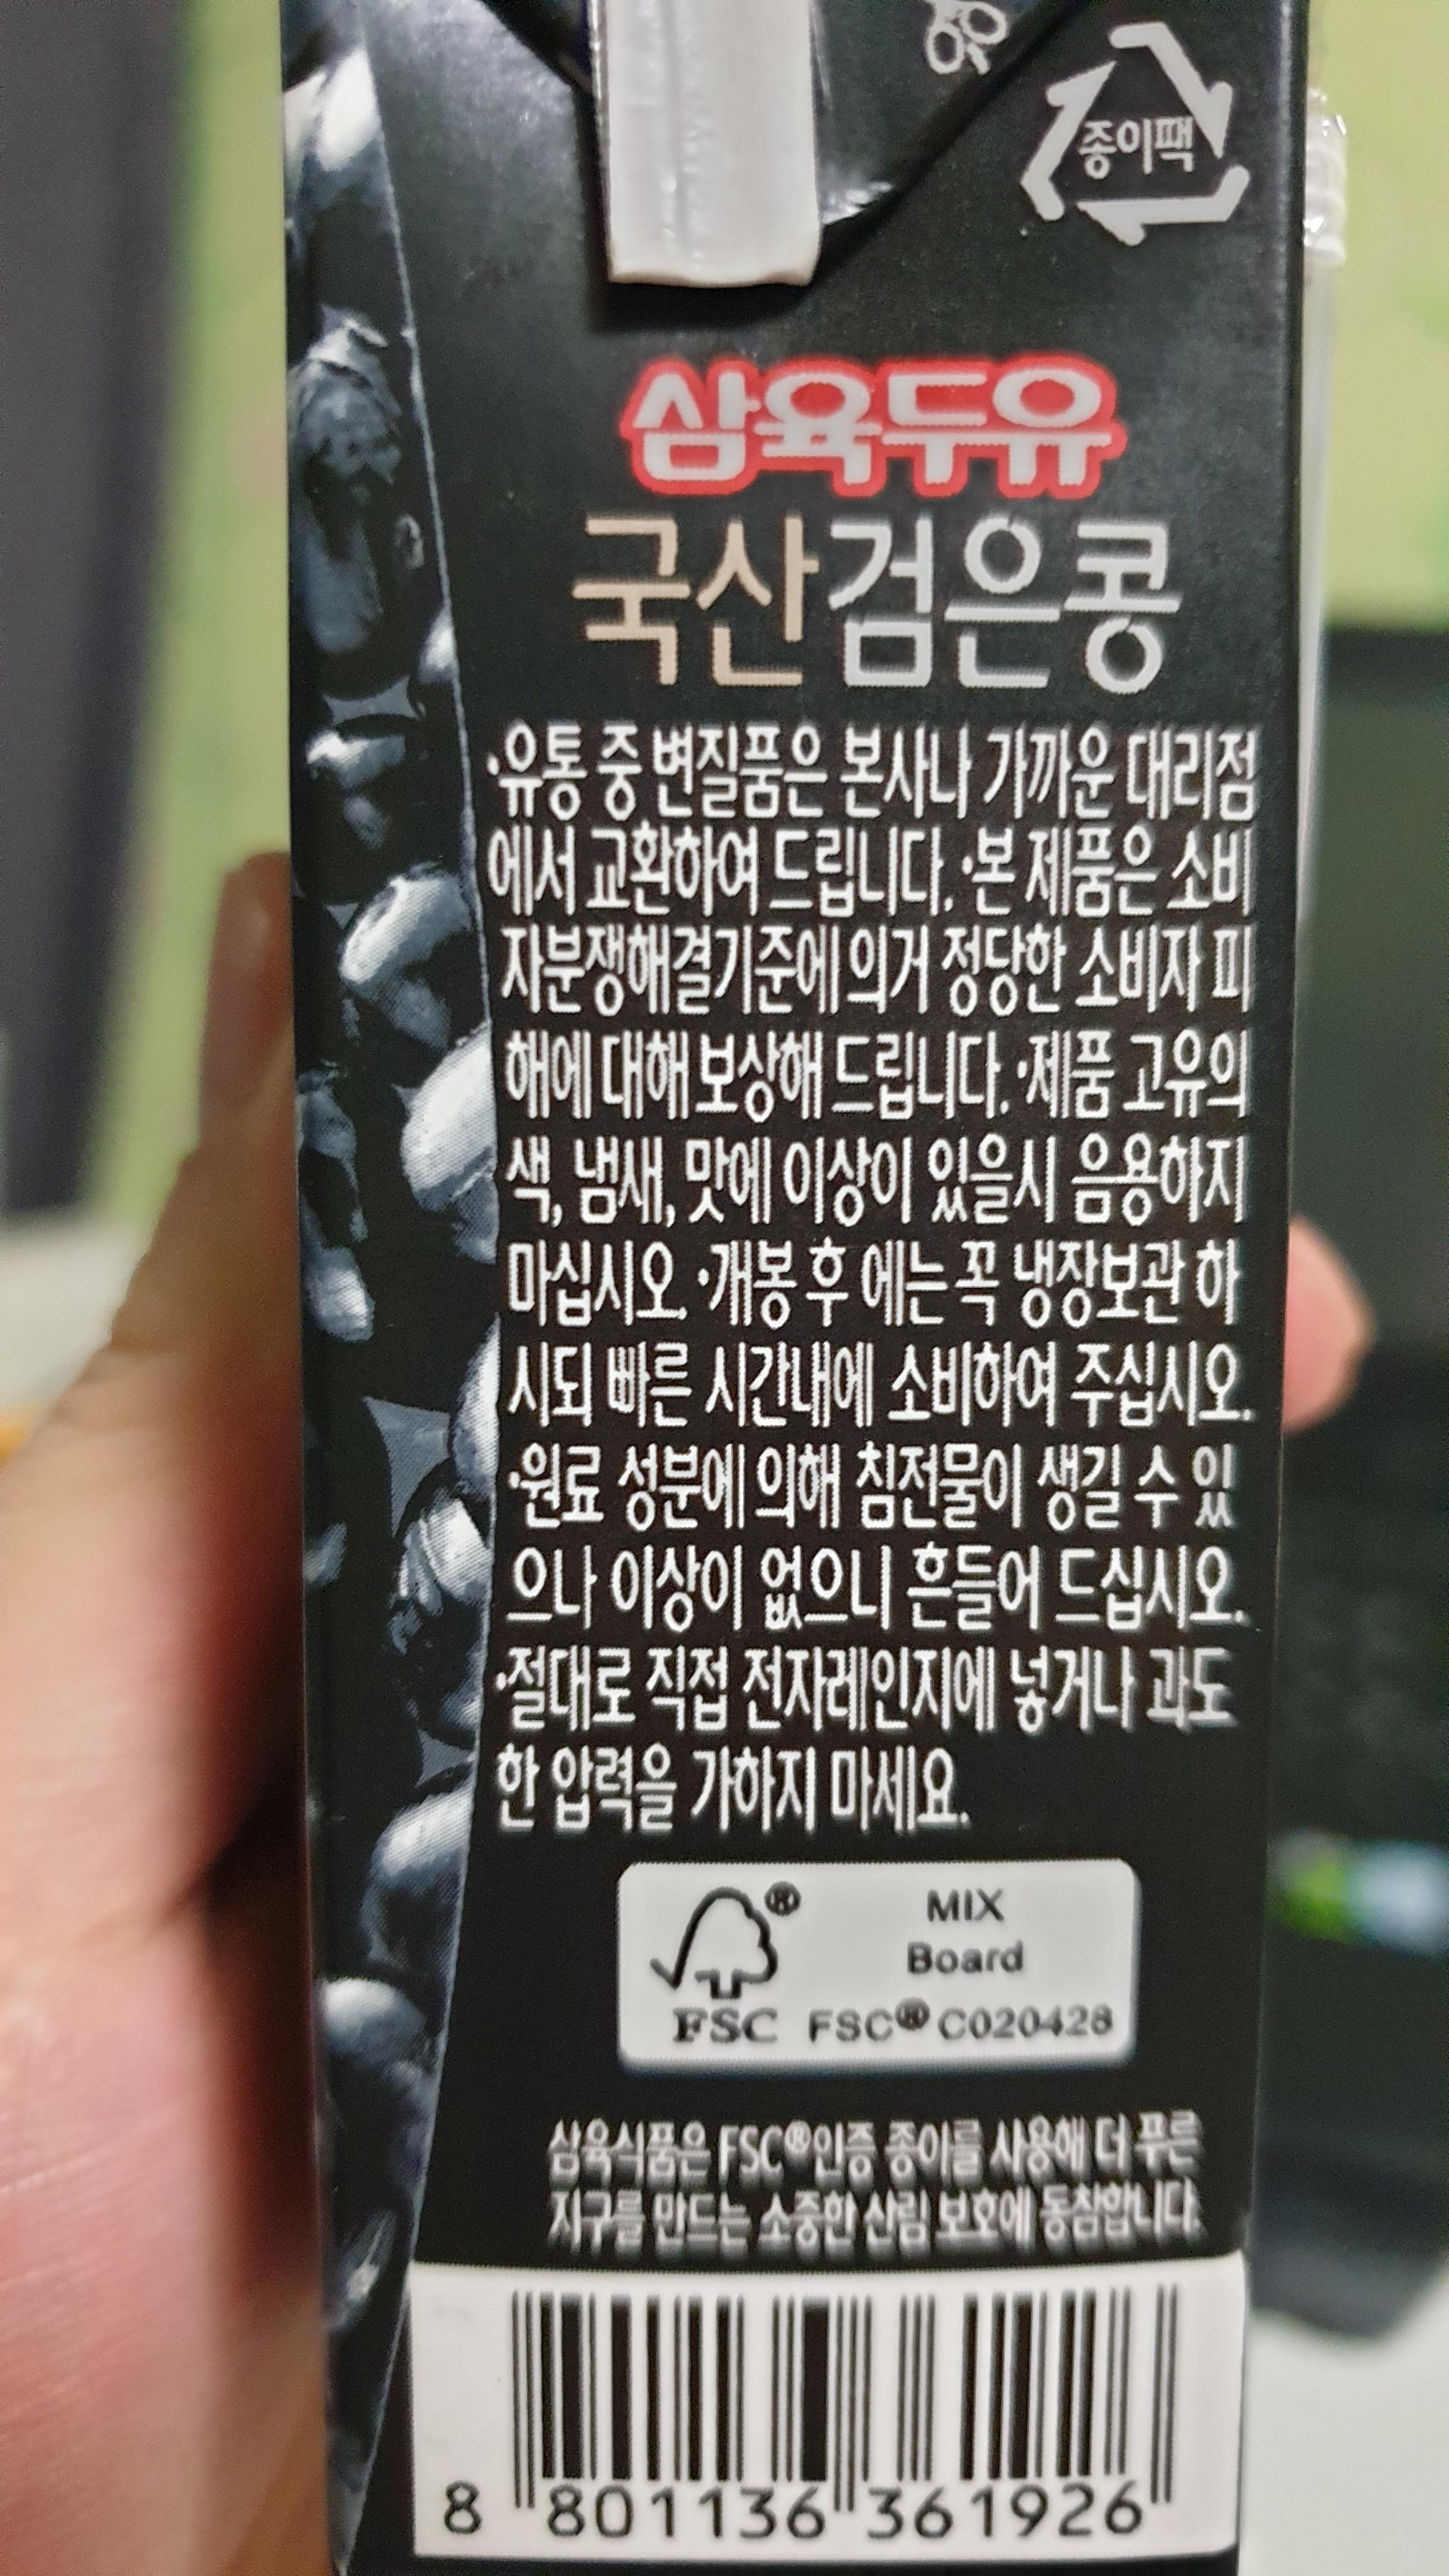 종이팩
삼육두유
국산검은콩
·유통 중 변질품은 본사나 가까운 대리점
에서 교환하여 드립니다. ·본 제품은 소비
자분쟁해결기준에 의거 정당한 소비자 피
해에 대해 보상해 드립니다. ·제품 고유의
색, 냄새, 맛에 이상이 있을시 음용하지
마십시오. ·개봉 후 에는 꼭 냉장보관 하
시되 빠른 시간내에 소비하여 주십시오.
·원료 성분에 의해 침전물이 생길 수 있
으나 이상이 없으니 흔들어 드십시오.
·절대로 직접 전자레인지에 넣거나 과도
한 압력을 가하지 마세요.
MIX
Board
FSC FSC® C020428
삼육식품은 FSC®인증 종이를 사용해 더 푸른
지구를 만드는 소중한 산림 보호에 동참합니다.
8 801136 361926